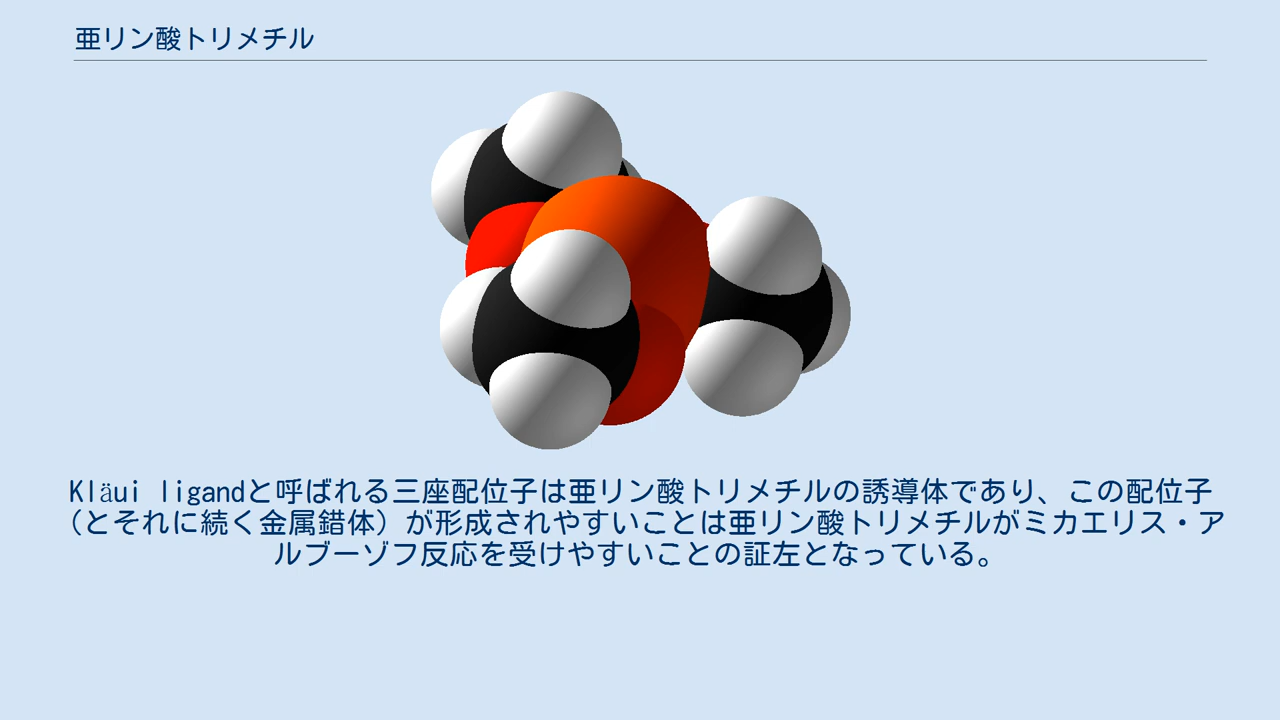 亜リン酸トリメチル
Kläui ligandと呼ばれる三座配位子は亜リン酸トリメチルの誘導体であり、この配位子
（とそれに続く金属錯体）が形成されやすいことは亜リン酸トリメチルがミカエリス・ア
ルブーゾフ反応を受けやすいことの証左となっている。